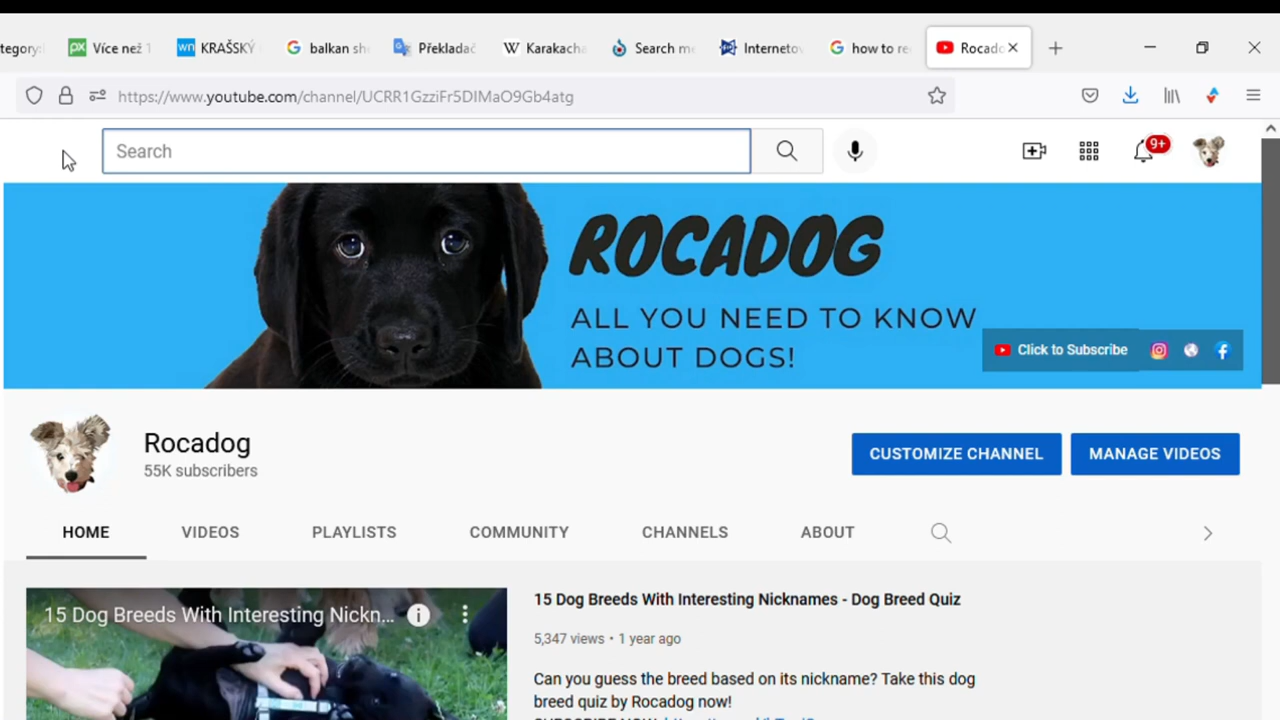 tegory:
Více než 1
KRAŠSKÝ
balkan sh
Překladač
Karakacha
Search me
Interneto
how to re
Rocado
https://www.youtube.com/channel/UCRR1GzziFr5DIMaO9Gb4atg
Search
9+
ROCADOG
ALL YOU NEED TO KNOW
ABOUT DOGS!
Click to Subscribe
Rocadog
55K subscribers
CUSTOMIZE CHANNEL
MANAGE VIDEOS
HOME
VIDEOS
PLAYLISTS
COMMUNITY
CHANNELS
ABOUT
15 Dog Breeds With Interesting Nickn...
15 Dog Breeds With Interesting Nicknames - Dog Breed Quiz
5,347 views • 1 year ago
Can you guess the breed based on its nickname? Take this dog
breed quiz by Rocadog now!